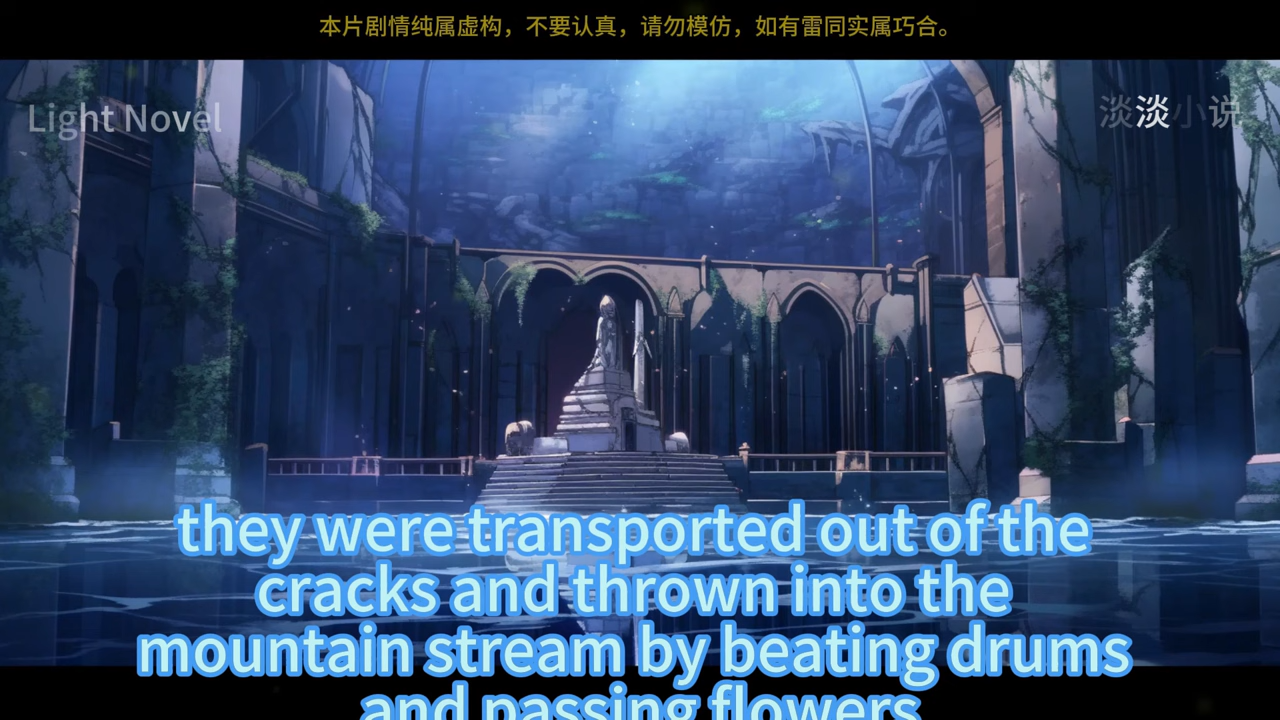 本片剧情纯属虚构，不要认真，请勿模仿，如有雷同实属巧合。
Light Novel
淡淡小说
they were transported out of the
cracks and thrown into the
mountain stream by beating drums
and passing flowers